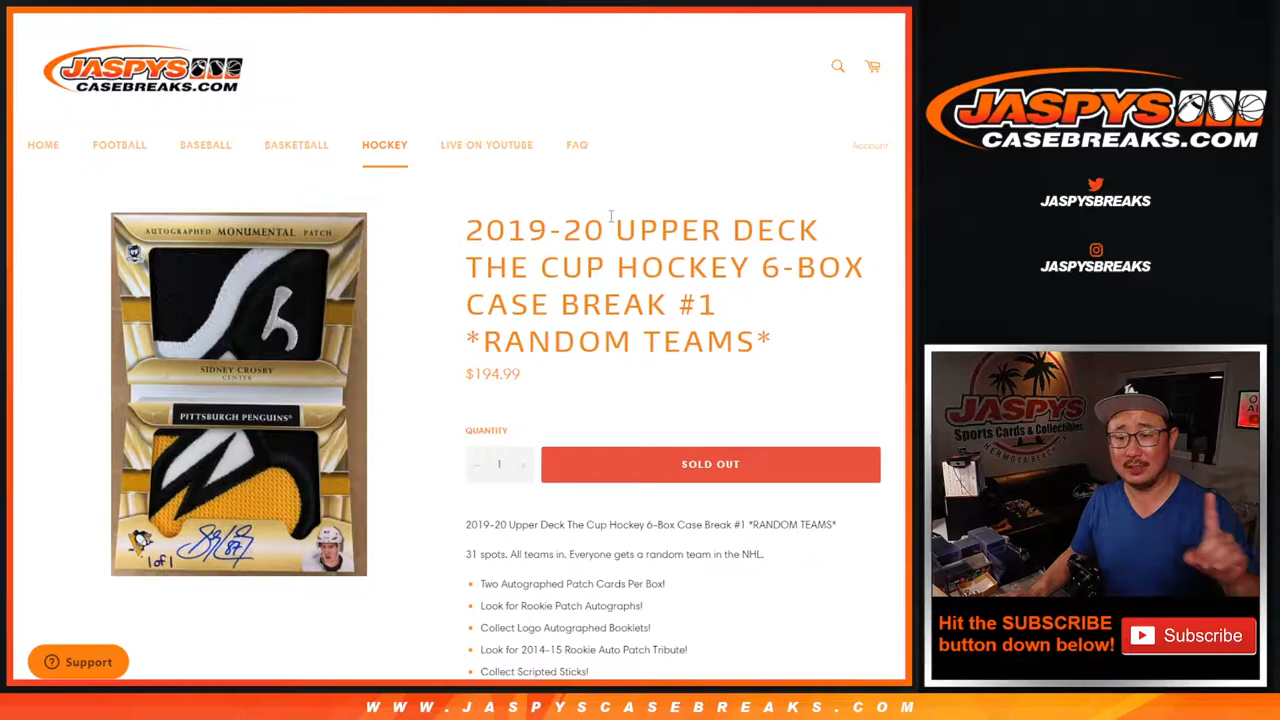 JASPYS
CASEBREAKS.COM
HOME
FOOTBALL
BASEBALL
BASKETBALL
HOCKEY
LIVE ON YOUTUBE
FAQ
Account
AUTOGRAPHED MONUMENTAL PATCH
SIDNEY CROSBY
CENTER
PITTSBURGH PENGUINS®
87
1 of 1
2019-20 UPPER DECK
THE CUP HOCKEY 6-BOX
CASE BREAK #1
*RANDOM TEAMS*
$194.99
QUANTITY
− 1 +
SOLD OUT
2019-20 Upper Deck The Cup Hockey 6-Box Case Break #1 *RANDOM TEAMS*
31 spots. All teams in. Everyone gets a random team in the NHL.
Two Autographed Patch Cards Per Box!
Look for Rookie Patch Autographs!
Collect Logo Autographed Booklets!
Look for 2014-15 Rookie Auto Patch Tribute!
Collect Scripted Sticks!
Support
JASPYS
CASEBREAKS.COM
JASPYSBREAKS
JASPYSBREAKS
JASPYS
Sports Cards & Collectibles
HERMOSA BEACH
Hit the SUBSCRIBE
button down below!
Subscribe
WWW.JASPYSCASEBREAKS.COM